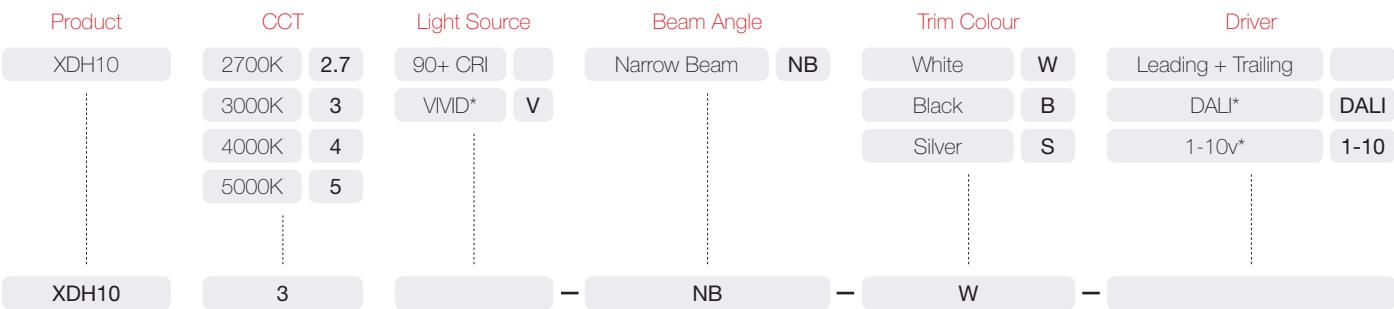 Product CCT Light Source Beam Angle Trim Colour Driver
XDH10 2700K 2.7 90+ CRI Narrow Beam NB White W Leading + Trailing
3000K 3 VIVID* V Black B DALI* DALI
4000K 4 Silver S 1-10v* 1-10
5000K 5
XDH10 3 – NB – W –